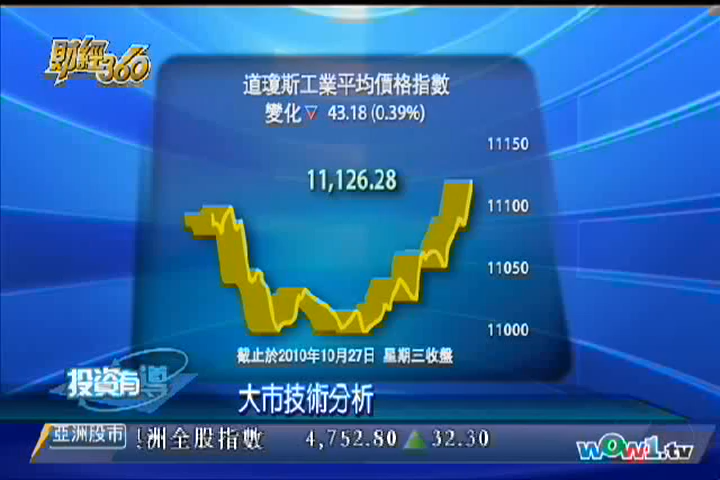 財經360
道瓊斯工業平均價格指數
變化▼ 43.18 (0.39%)
11150
11,126.28
11100
11050
11000
截止於2010年10月27日 星期三收盤
投資有導
大市技術分析
亞洲股市
洲全股指數 4,752.80 ▲ 32.30
wow1.tv